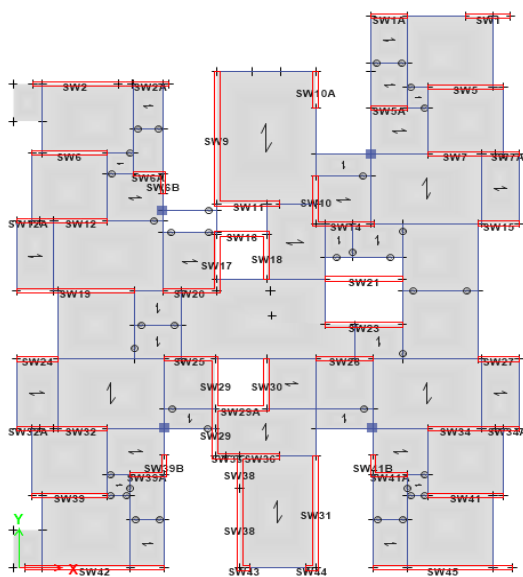 SW1A SW1
SW2 SW2A SW5
SW10A
SW5A
SW9
SW6 SW7 SW7A
SW6A
SW6B
SW11 SW10
SW12A SW12 SW14 SW15
SW16
SW17 SW18
SW21
SW19 SW20
SW23
SW24 SW25 SW26 SW27
SW29 SW30
SW29A
SW32A SW32 SW29 SW34 SW34A
SW36
SW39B SW41B
SW39A SW38 SW41A
SW33 SW41
SW31
Y SW38
X SW42 SW43 SW44 SW45